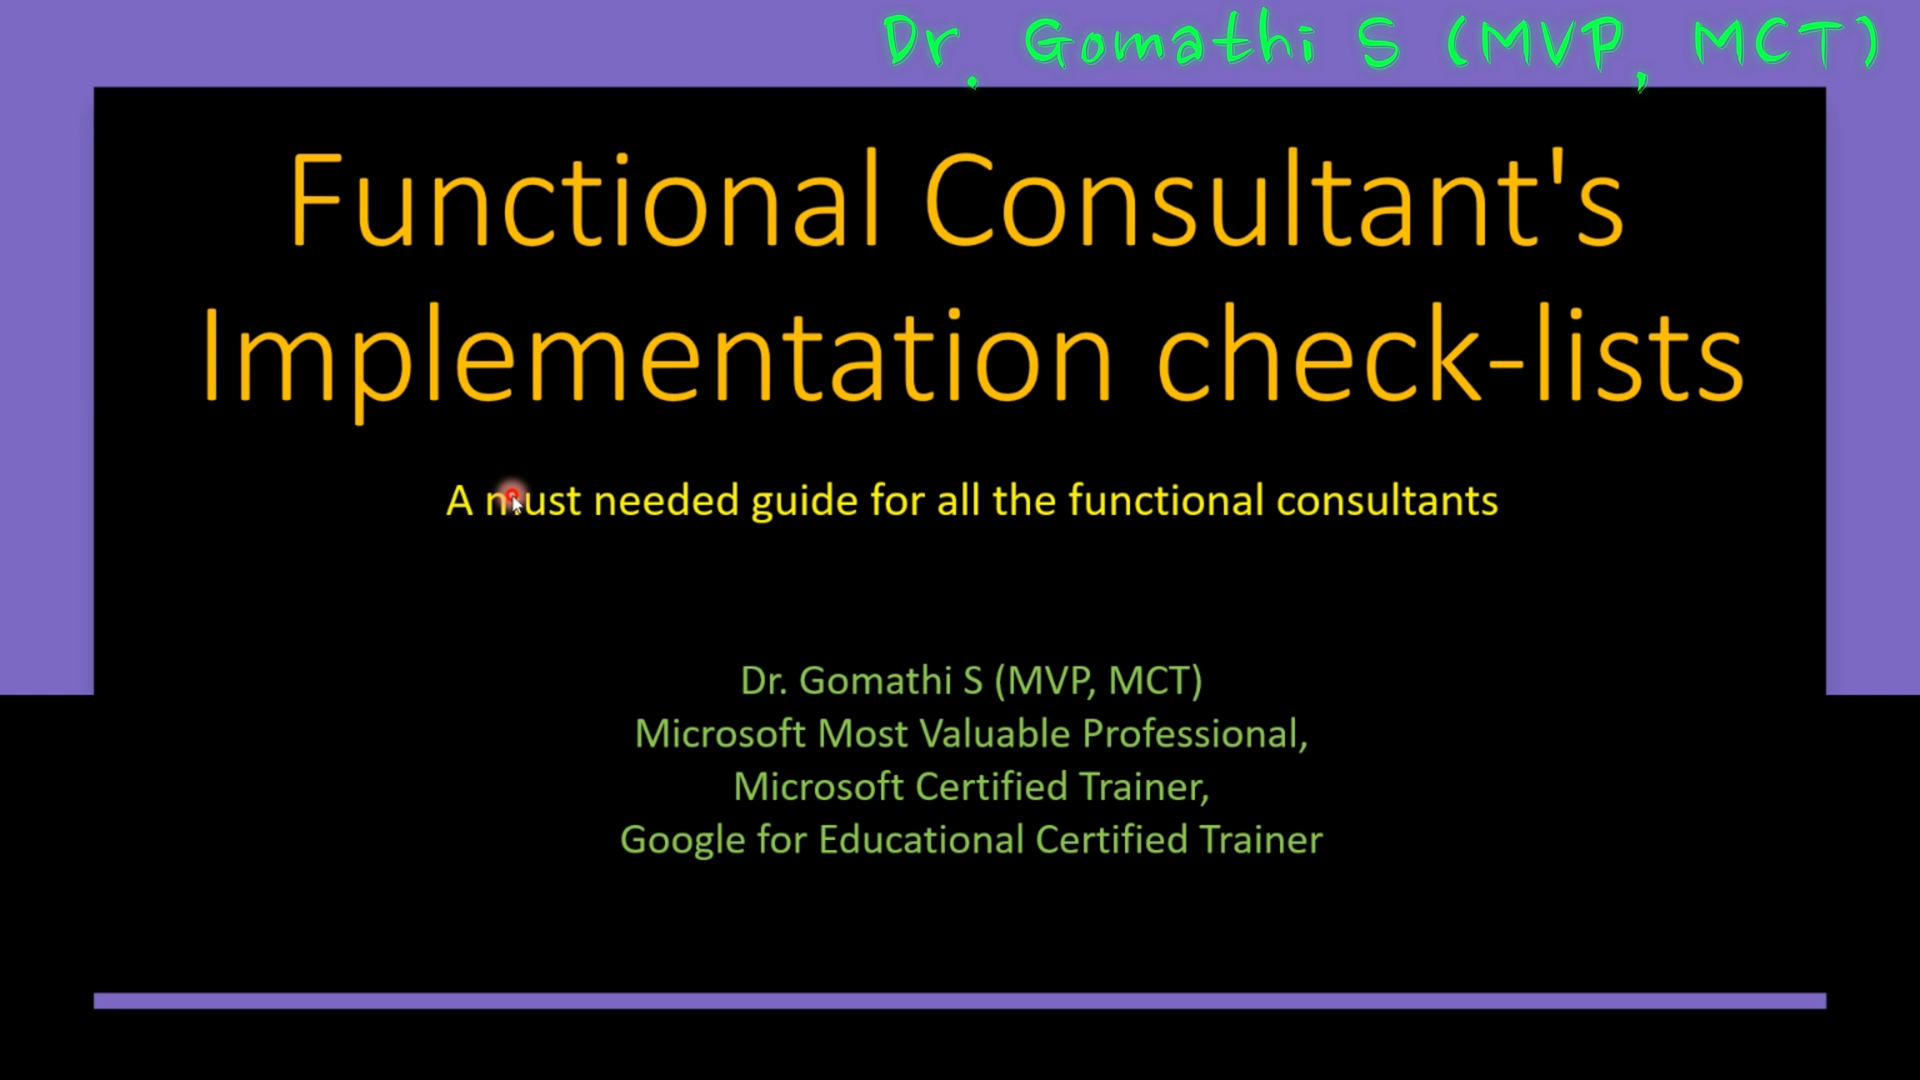 Dr. Gomathi S (MVP, MCT)
Functional Consultant's
Implementation check-lists
A must needed guide for all the functional consultants
Dr. Gomathi S (MVP, MCT)
Microsoft Most Valuable Professional,
Microsoft Certified Trainer,
Google for Educational Certified Trainer